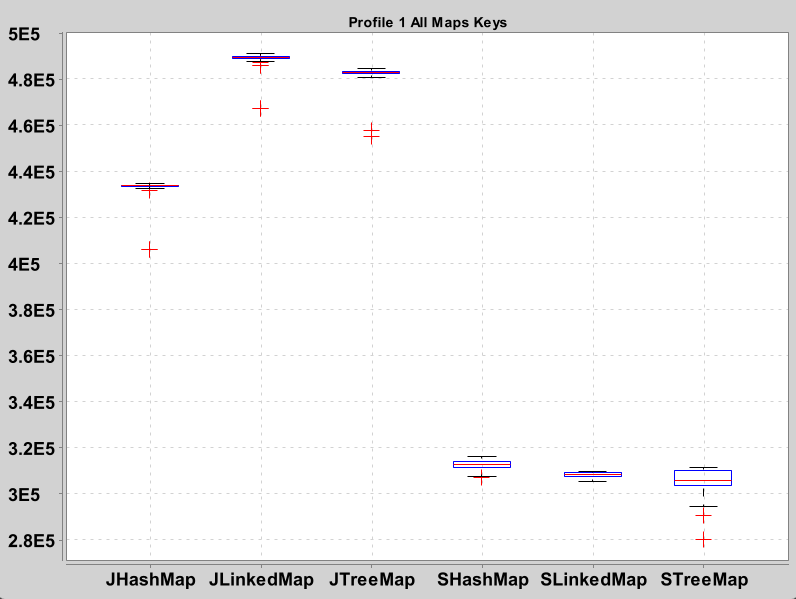 Profile 1 All Maps Keys
5E5
4.8E5
4.6E5
4.4E5
4.2E5
4E5
3.8E5
3.6E5
3.4E5
3.2E5
3E5
2.8E5
JHashMap JLinkedMap JTreeMap SHashMap SLinkedMap STreeMap